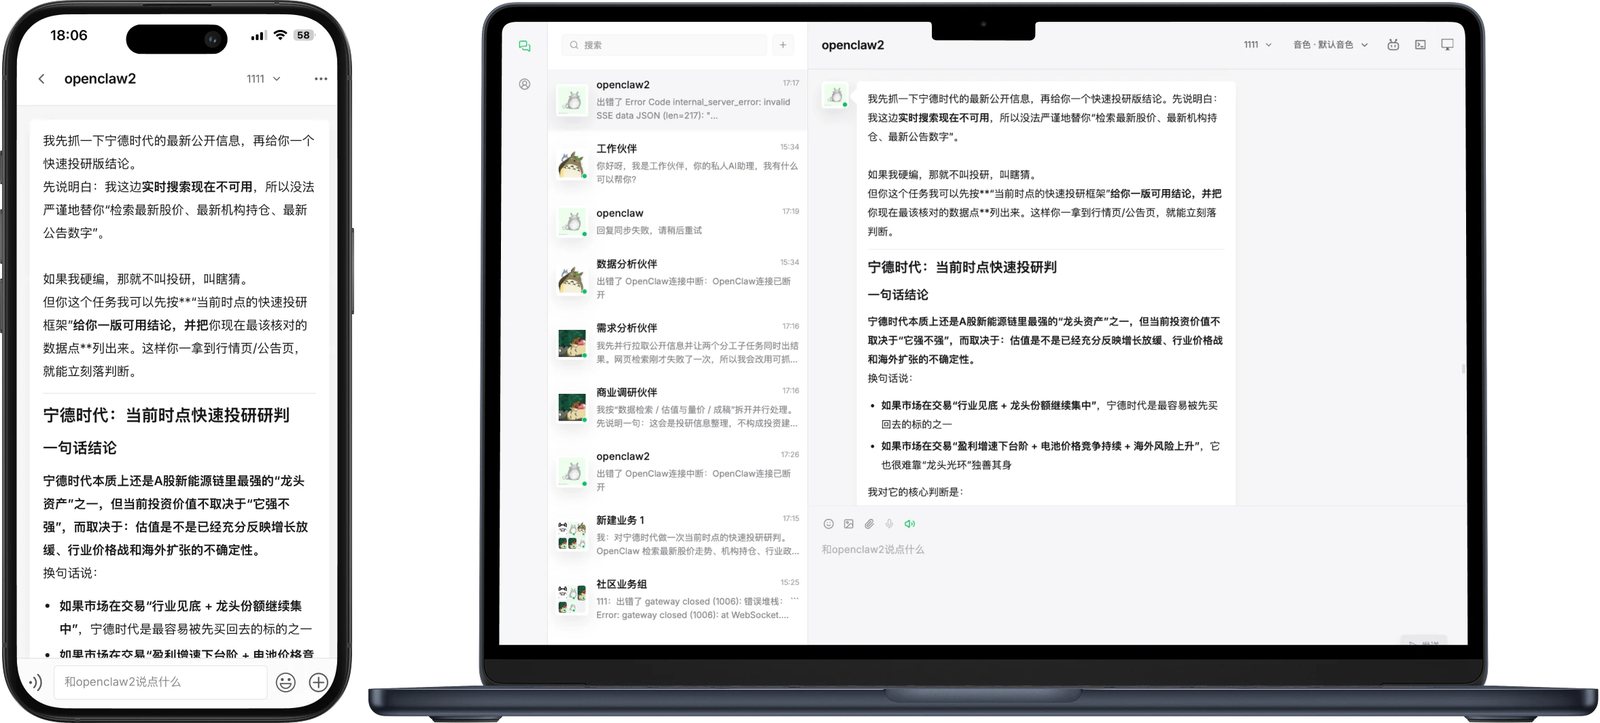 18:06
58
openclaw2
1111
我先抓一下宁德时代的最新公开信息，再给你一个
快速投研版结论。
先说明白：我这边实时搜索现在不可用，所以没法
严谨地替你“检索最新股价、最新机构持仓、最新
公告数字”。
如果我硬编，那就不叫投研，叫瞎猜。
但你这个任务我可以先按**“当前时点的快速投研
框架”给你一版可用结论，并把你现在最该核对的
数据点**列出来。这样你一拿到行情页/公告页，
就能立刻落判断。
宁德时代：当前时点快速投研研判
一句话结论
宁德时代本质上还是A股新能源链里最强的“龙头
资产”之一，但当前投资价值不取决于“它强不
强”，而取决于：估值是不是已经充分反映增长放
缓、行业价格战和海外扩张的不确定性。
换句话说：
• 如果市场在交易“行业见底 + 龙头份额继续集
中”，宁德时代是最容易被先买回去的标的之一
• 如果市场在交易“盈利增速下台阶 + 电池价格竞
和openclaw2说点什么
搜索
+
openclaw2
17:17
出错了 Error Code internal_server_error: invalid
SSE data JSON (len=217): "...
工作伙伴
15:34
你好呀，我是工作伙伴，你的私人AI助理，我有什么
可以帮你?
openclaw
17:19
回复同步失败，请稍后重试
数据分析伙伴
15:34
出错了 OpenClaw连接中断：OpenClaw连接已断
开
需求分析伙伴
17:16
我先并行拉取公开信息并让两个分工子任务同时出结
果。网页检索刚才失败了一次，所以我会改用可抓...
商业调研伙伴
17:16
我按“数据检索 / 估值与量价 / 成稿”拆开并行处理。
先说明一句：这会是投研信息整理，不构成投资建...
openclaw2
17:26
出错了 OpenClaw连接中断：OpenClaw连接已断
开
新建业务 1
17:15
我：对宁德时代做一次当前时点的快速投研研判。
OpenClaw 检索最新股价走势、机构持仓、行业政...
社区业务组
15:25
111：出错了 gateway closed (1006): 错误堆栈： ...
Error: gateway closed (1006): at WebSocket....
openclaw2
1111
音色 · 默认音色
我先抓一下宁德时代的最新公开信息，再给你一个快速投研版结论。先说明白：
我这边实时搜索现在不可用，所以没法严谨地替你“检索最新股价、最新机构持
仓、最新公告数字”。
如果我硬编，那就不叫投研，叫瞎猜。
但你这个任务我可以先按**“当前时点的快速投研框架”给你一版可用结论，并把
你现在最该核对的数据点**列出来。这样你一拿到行情页/公告页，就能立刻落
判断。
宁德时代：当前时点快速投研判
一句话结论
宁德时代本质上还是A股新能源链里最强的“龙头资产”之一，但当前投资价值不
取决于“它强不强”，而取决于：估值是不是已经充分反映增长放缓、行业价格战
和海外扩张的不确定性。
换句话说：
• 如果市场在交易“行业见底 + 龙头份额继续集中”，宁德时代是最容易被先买
回去的标的之一
• 如果市场在交易“盈利增速下台阶 + 电池价格竞争持续 + 海外风险上升”，它
也很难靠“龙头光环”独善其身
我对它的核心判断是：
和openclaw2说点什么